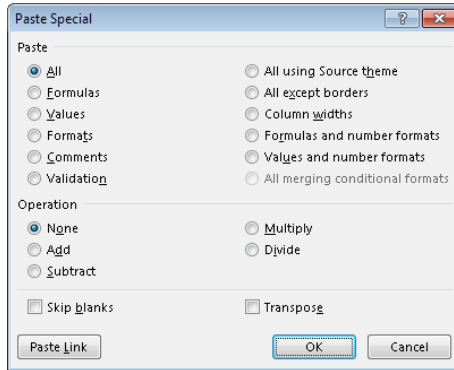 Paste Special
Paste
All
All using Source theme
Formulas
All except borders
Values
Column widths
Formats
Formulas and number formats
Comments
Values and number formats
Validation
All merging conditional formats
Operation
None
Multiply
Add
Divide
Subtract
Skip blanks
Transpose
Paste Link
OK
Cancel